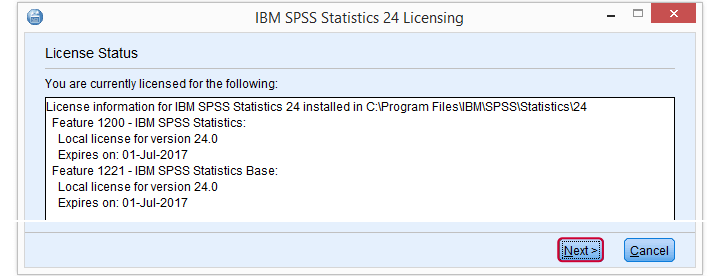 IBM SPSS Statistics 24 Licensing
License Status
You are currently licensed for the following:
License information for IBM SPSS Statistics 24 installed in C:\Program Files\IBM\SPSS\Statistics\24
Feature 1200 - IBM SPSS Statistics:
Local license for version 24.0
Expires on: 01-Jul-2017
Feature 1221 - IBM SPSS Statistics Base:
Local license for version 24.0
Expires on: 01-Jul-2017
Next >
Cancel